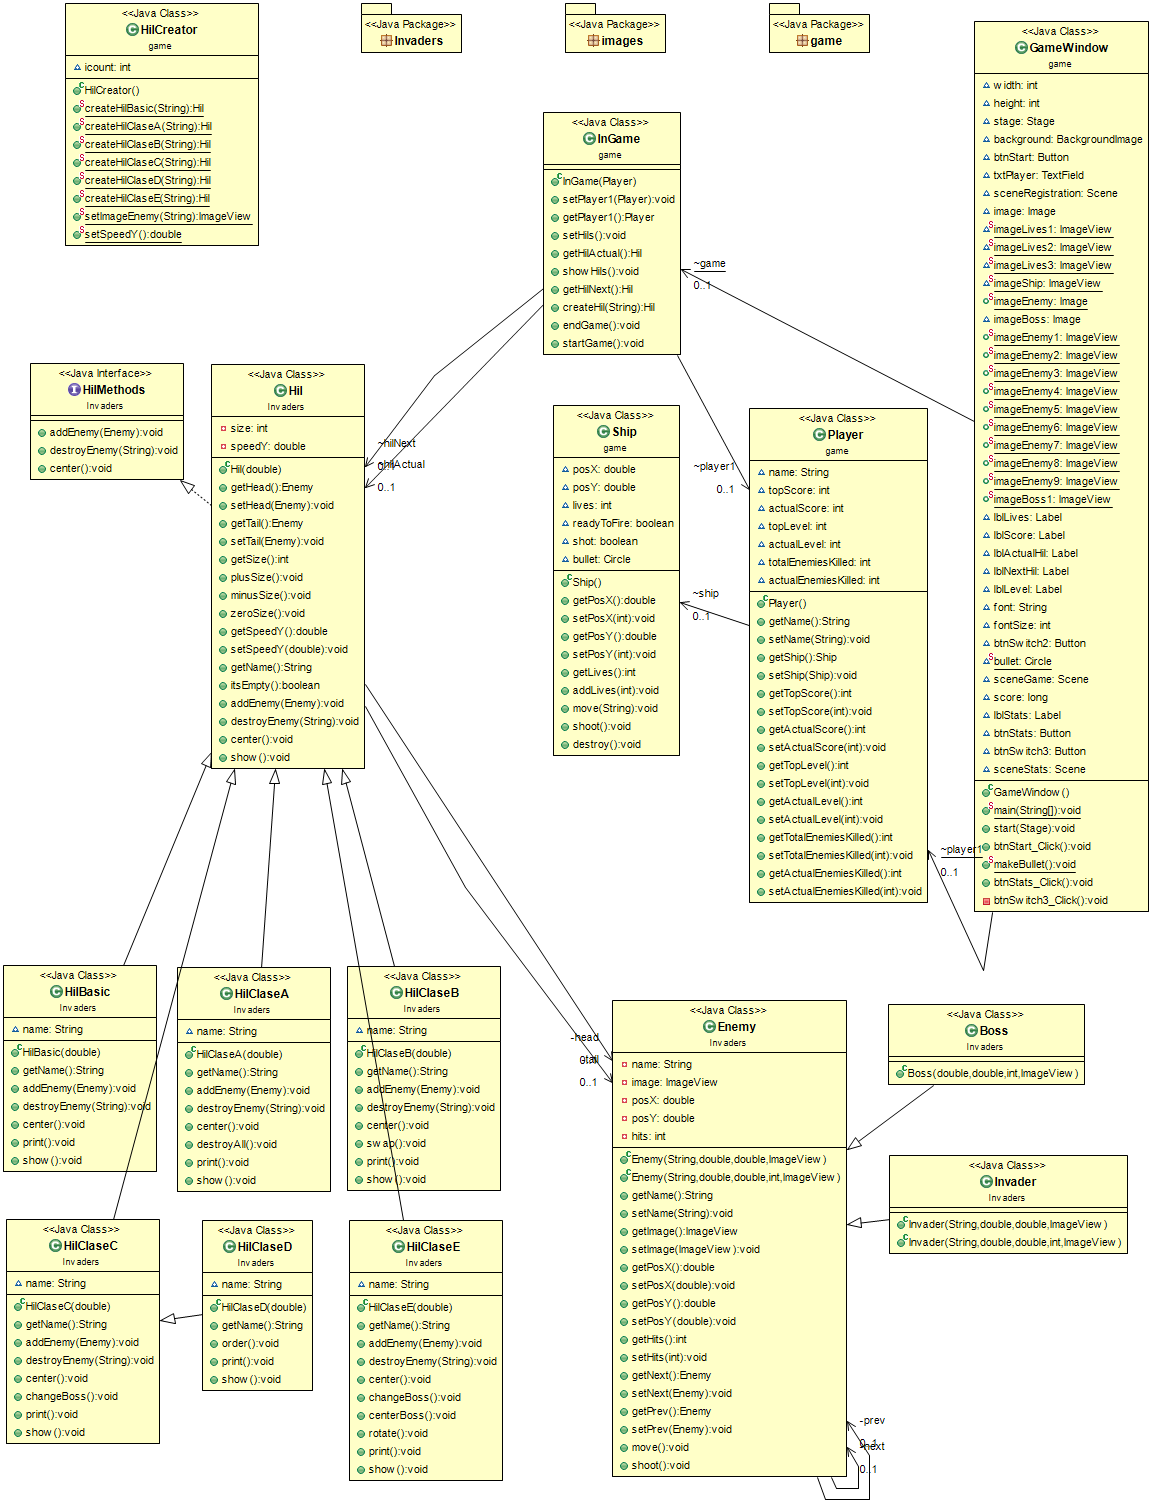 <<Java Class>>
HilCreator
game
icount: int
HilCreator()
createHilBasic(String):Hil
createHilClaseA(String):Hil
createHilClaseB(String):Hil
createHilClaseC(String):Hil
createHilClaseD(String):Hil
createHilClaseE(String):Hil
setImageEnemy(String):ImageView
setSpeedY():double
<<Java Package>>
Invaders
<<Java Package>>
images
<<Java Package>>
game
<<Java Class>>
GameWindow
game
width: int
height: int
stage: Stage
background: BackgroundImage
btnStart: Button
txtPlayer: TextField
sceneRegistration: Scene
image: Image
imageLives1: ImageView
imageLives2: ImageView
imageLives3: ImageView
imageShip: ImageView
imageEnemy: Image
imageBoss: Image
imageEnemy1: ImageView
imageEnemy2: ImageView
imageEnemy3: ImageView
imageEnemy4: ImageView
imageEnemy5: ImageView
imageEnemy6: ImageView
imageEnemy7: ImageView
imageEnemy8: ImageView
imageEnemy9: ImageView
imageBoss1: ImageView
lblLives: Label
lblScore: Label
lblActualHil: Label
lblNextHil: Label
lblLevel: Label
font: String
fontSize: int
btnSwitch2: Button
bullet: Circle
sceneGame: Scene
score: long
lblStats: Label
btnStats: Button
btnSwitch3: Button
sceneStats: Scene
GameWindow()
main(String[]):void
start(Stage):void
btnStart_Click():void
makeBullet():void
btnStats_Click():void
btnSwitch3_Click():void
<<Java Class>>
InGame
game
InGame(Player)
setPlayer1(Player):void
getPlayer1():Player
setHils():void
getHilActual():Hil
showHils():void
getHilNext():Hil
createHil(String):Hil
endGame():void
startGame():void
~game
0..1
<<Java Interface>>
HilMethods
Invaders
addEnemy(Enemy):void
destroyEnemy(String):void
center():void
<<Java Class>>
Hil
Invaders
size: int
speedY: double
Hil(double)
getHead():Enemy
setHead(Enemy):void
getTail():Enemy
setTail(Enemy):void
getSize():int
plusSize():void
minusSize():void
zeroSize():void
getSpeedY():double
setSpeedY(double):void
getName():String
itsEmpty():boolean
addEnemy(Enemy):void
destroyEnemy(String):void
center():void
show():void
~hilNext
0..1
~hilActual
0..1
<<Java Class>>
Ship
game
posX: double
posY: double
lives: int
readyToFire: boolean
shot: boolean
bullet: Circle
Ship()
getPosX():double
setPosX(int):void
getPosY():double
setPosY(int):void
getLives():int
addLives(int):void
move(String):void
shoot():void
destroy():void
~player1
0..1
~ship
0..1
<<Java Class>>
Player
game
name: String
topScore: int
actualScore: int
topLevel: int
actualLevel: int
totalEnemiesKilled: int
actualEnemiesKilled: int
Player()
getName():String
setName(String):void
getShip():Ship
setShip(Ship):void
getTopScore():int
setTopScore(int):void
getActualScore():int
setActualScore(int):void
getTopLevel():int
setTopLevel(int):void
getActualLevel():int
setActualLevel(int):void
getTotalEnemiesKilled():int
setTotalEnemiesKilled(int):void
getActualEnemiesKilled():int
setActualEnemiesKilled(int):void
~player1
0..1
<<Java Class>>
HilBasic
Invaders
name: String
HilBasic(double)
getName():String
addEnemy(Enemy):void
destroyEnemy(String):void
center():void
print():void
show():void
<<Java Class>>
HilClaseA
Invaders
name: String
HilClaseA(double)
getName():String
addEnemy(Enemy):void
destroyEnemy(String):void
center():void
destroyAll():void
print():void
show():void
<<Java Class>>
HilClaseB
Invaders
name: String
HilClaseB(double)
getName():String
addEnemy(Enemy):void
destroyEnemy(String):void
center():void
swap():void
print():void
show():void
-head
0..1
-tail
0..1
<<Java Class>>
Enemy
Invaders
name: String
image: ImageView
posX: double
posY: double
hits: int
Enemy(String,double,double,ImageView)
Enemy(String,double,double,int,ImageView)
getName():String
setName(String):void
getImage():ImageView
setImage(ImageView):void
getPosX():double
setPosX(double):void
getPosY():double
setPosY(double):void
getHits():int
setHits(int):void
getNext():Enemy
setNext(Enemy):void
getPrev():Enemy
setPrev(Enemy):void
move():void
shoot():void
-prev
0..1
-next
0..1
<<Java Class>>
Boss
Invaders
Boss(double,double,int,ImageView)
<<Java Class>>
Invader
Invaders
Invader(String,double,double,ImageView)
Invader(String,double,double,int,ImageView)
<<Java Class>>
HilClaseC
Invaders
name: String
HilClaseC(double)
getName():String
addEnemy(Enemy):void
destroyEnemy(String):void
center():void
changeBoss():void
print():void
show():void
<<Java Class>>
HilClaseD
Invaders
name: String
HilClaseD(double)
getName():String
order():void
print():void
show():void
<<Java Class>>
HilClaseE
Invaders
name: String
HilClaseE(double)
getName():String
addEnemy(Enemy):void
destroyEnemy(String):void
center():void
changeBoss():void
centerBoss():void
rotate():void
print():void
show():void